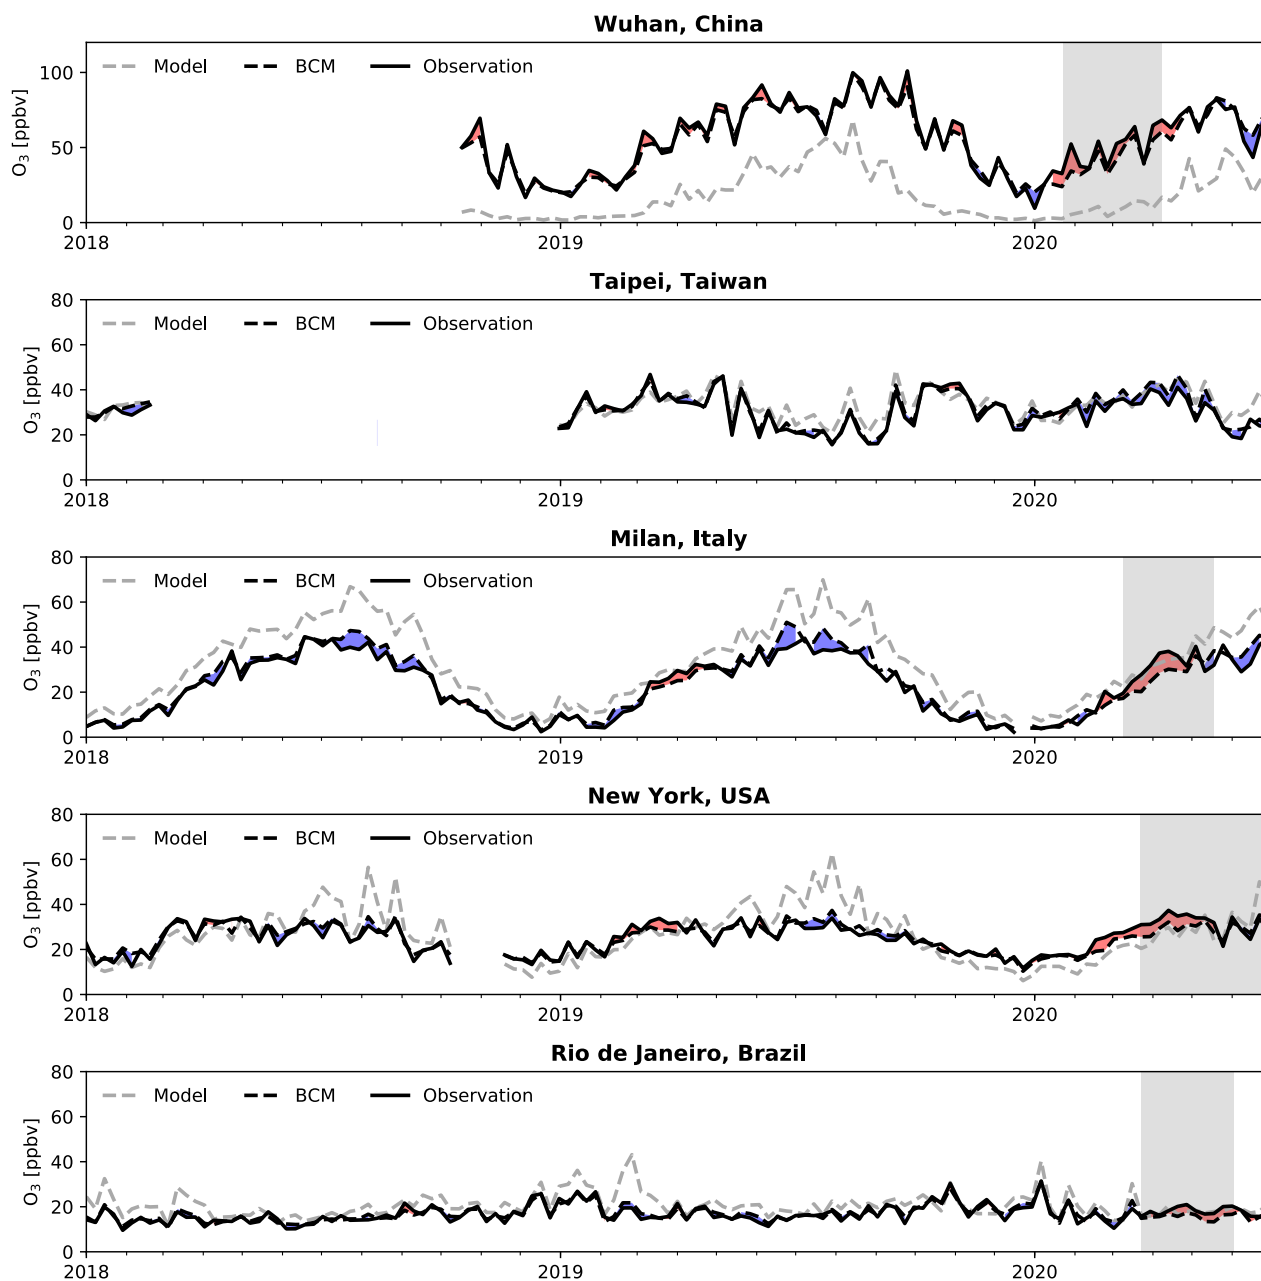 Wuhan, China
Model BCM Observation
O₃ [ppbv]
100
50
0
2018 2019 2020
Taipei, Taiwan
Model BCM Observation
O₃ [ppbv]
80
60
40
20
0
2018 2019 2020
Milan, Italy
Model BCM Observation
O₃ [ppbv]
80
60
40
20
0
2018 2019 2020
New York, USA
Model BCM Observation
O₃ [ppbv]
80
60
40
20
0
2018 2019 2020
Rio de Janeiro, Brazil
Model BCM Observation
O₃ [ppbv]
80
60
40
20
0
2018 2019 2020